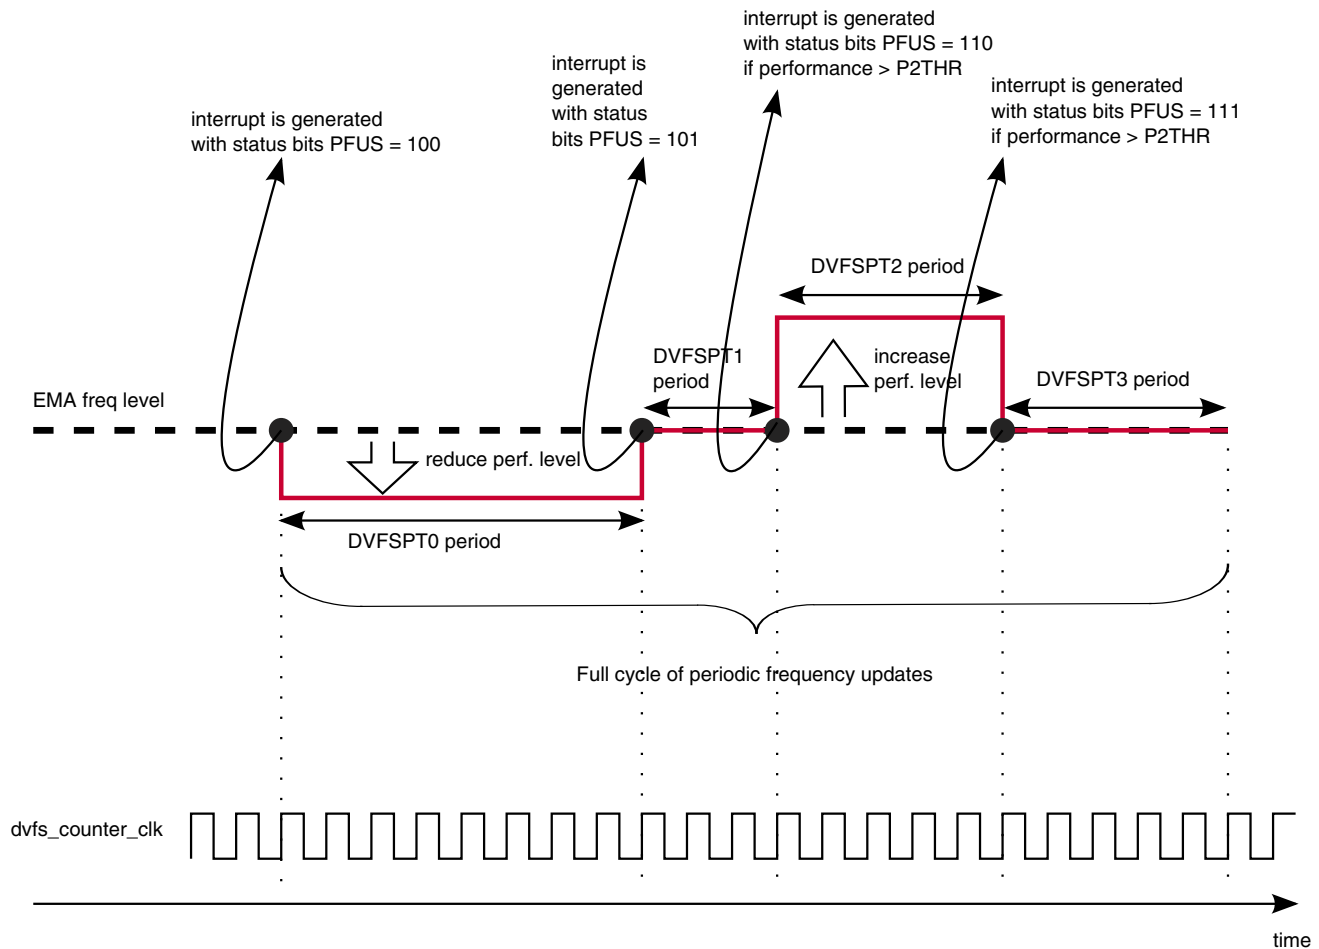 interrupt is generated
with status bits PFUS = 110
if performance > P2THR
interrupt is
generated
with status
bits PFUS = 101
interrupt is generated
with status bits PFUS = 111
if performance > P2THR
interrupt is generated
with status bits PFUS = 100
DVFSPT2 period
DVFSPT1
period
increase
perf. level
DVFSPT3 period
EMA freq level
reduce perf. level
DVFSPT0 period
Full cycle of periodic frequency updates
dvfs_counter_clk
time